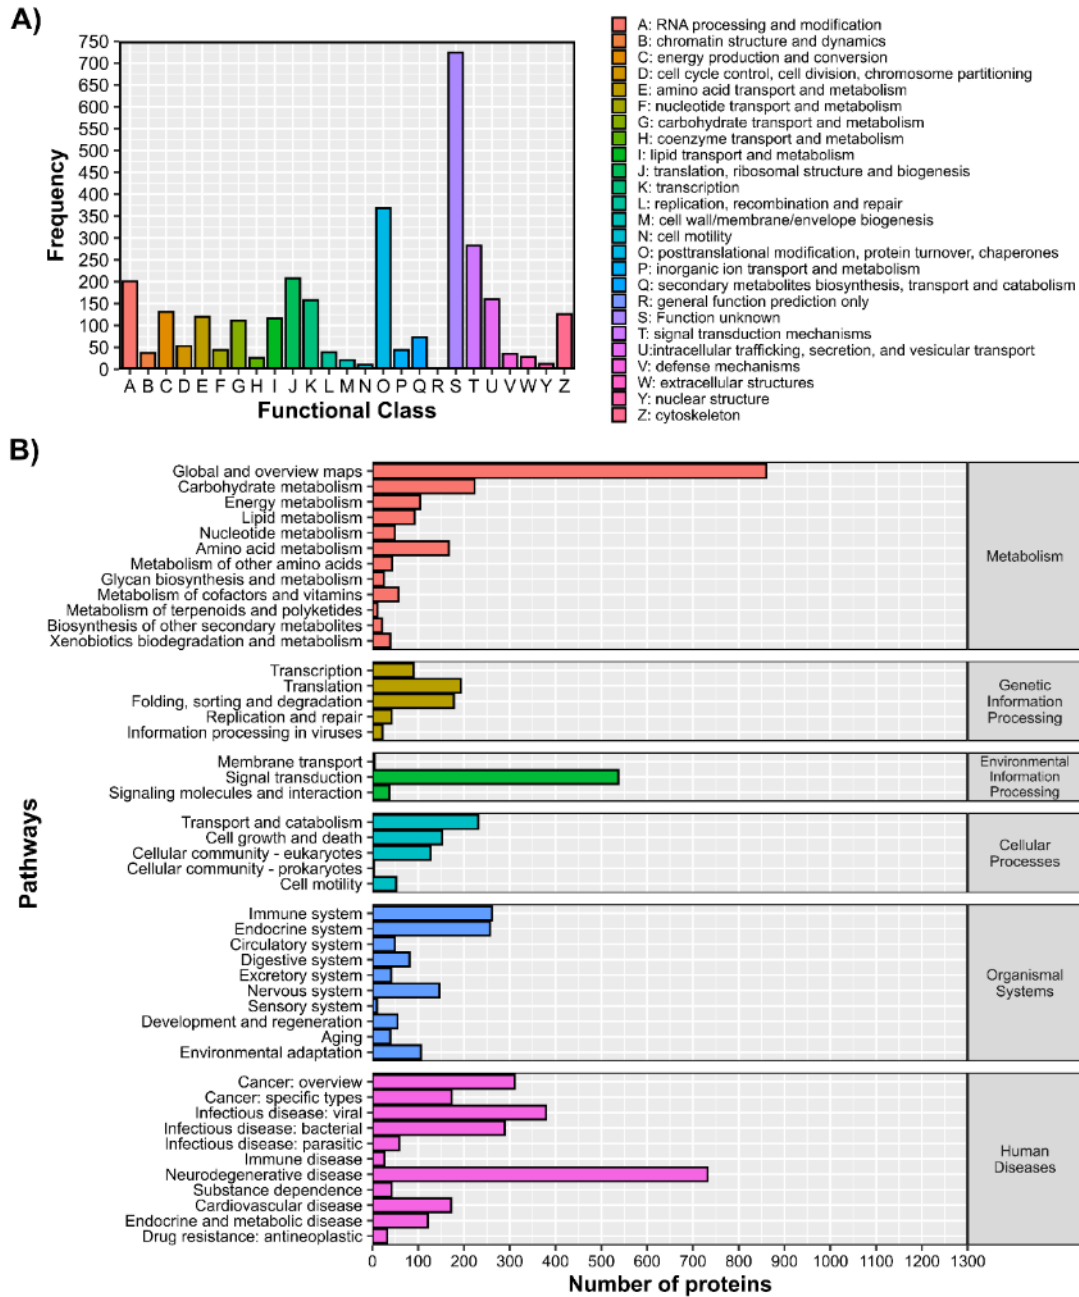 A)
750
700
650
600
550
500
450
400
350
300
250
200
150
100
50
0
Frequency
A B C D E F G H I J K L M N O P Q R S T U V W Y Z
Functional Class
A: RNA processing and modification
B: chromatin structure and dynamics
C: energy production and conversion
D: cell cycle control, cell division, chromosome partitioning
E: amino acid transport and metabolism
F: nucleotide transport and metabolism
G: carbohydrate transport and metabolism
H: coenzyme transport and metabolism
I: lipid transport and metabolism
J: translation, ribosomal structure and biogenesis
K: transcription
L: replication, recombination and repair
M: cell wall/membrane/envelope biogenesis
N: cell motility
O: posttranslational modification, protein turnover, chaperones
P: inorganic ion transport and metabolism
Q: secondary metabolites biosynthesis, transport and catabolism
R: general function prediction only
S: Function unknown
T: signal transduction mechanisms
U:intracellular trafficking, secretion, and vesicular transport
V: defense mechanisms
W: extracellular structures
Y: nuclear structure
Z: cytoskeleton
B)
Pathways
Global and overview maps
Carbohydrate metabolism
Energy metabolism
Lipid metabolism
Nucleotide metabolism
Amino acid metabolism
Metabolism of other amino acids
Glycan biosynthesis and metabolism
Metabolism of cofactors and vitamins
Metabolism of terpenoids and polyketides
Biosynthesis of other secondary metabolites
Xenobiotics biodegradation and metabolism
Metabolism
Transcription
Translation
Folding, sorting and degradation
Replication and repair
Information processing in viruses
Genetic
Information
Processing
Membrane transport
Signal transduction
Signaling molecules and interaction
Environmental
Information
Processing
Transport and catabolism
Cell growth and death
Cellular community - eukaryotes
Cellular community - prokaryotes
Cell motility
Cellular
Processes
Immune system
Endocrine system
Circulatory system
Digestive system
Excretory system
Nervous system
Sensory system
Development and regeneration
Aging
Environmental adaptation
Organismal
Systems
Cancer: overview
Cancer: specific types
Infectious disease: viral
Infectious disease: bacterial
Infectious disease: parasitic
Immune disease
Neurodegenerative disease
Substance dependence
Cardiovascular disease
Endocrine and metabolic disease
Drug resistance: antineoplastic
Human
Diseases
0 100 200 300 400 500 600 700 800 900 1000 1100 1200 1300
Number of proteins